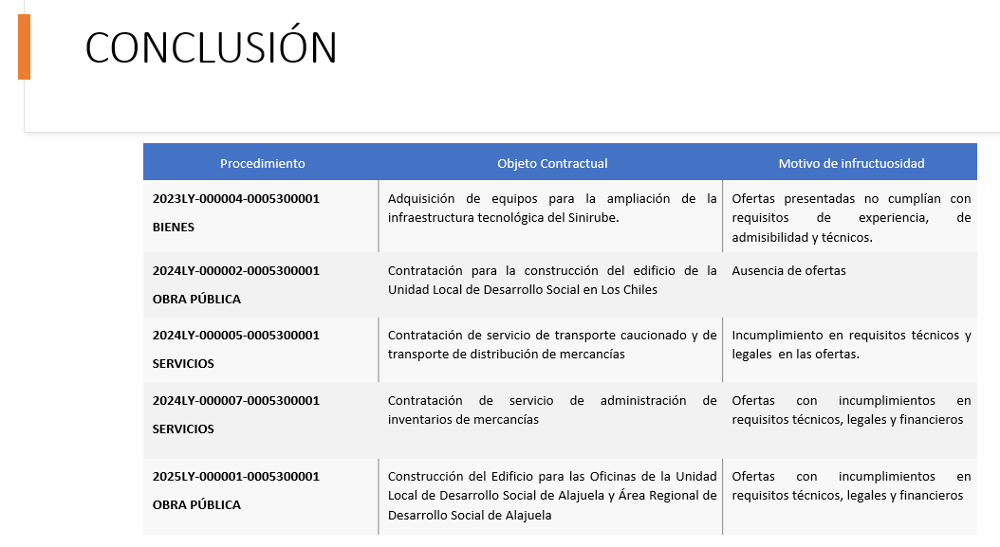 CONCLUSIÓN
Procedimiento Objeto Contractual Motivo de infructuosidad
2023LY-000004-0005300001
BIENES
Adquisición de equipos para la ampliación de la
infraestructura tecnológica del Sinirube.
Ofertas presentadas no cumplían con
requisitos de experiencia, de
admisibilidad y técnicos.
2024LY-000002-0005300001
OBRA PÚBLICA
Contratación para la construcción del edificio de la
Unidad Local de Desarrollo Social en Los Chiles
Ausencia de ofertas
2024LY-000005-0005300001
SERVICIOS
Contratación de servicio de transporte caucionado y de
transporte de distribución de mercancías
Incumplimiento en requisitos técnicos y
legales en las ofertas.
2024LY-000007-0005300001
SERVICIOS
Contratación de servicio de administración de
inventarios de mercancías
Ofertas con incumplimientos en
requisitos técnicos, legales y financieros
2025LY-000001-0005300001
OBRA PÚBLICA
Construcción del Edificio para las Oficinas de la Unidad
Local de Desarrollo Social de Alajuela y Área Regional de
Desarrollo Social de Alajuela
Ofertas con incumplimientos en
requisitos técnicos, legales y financieros